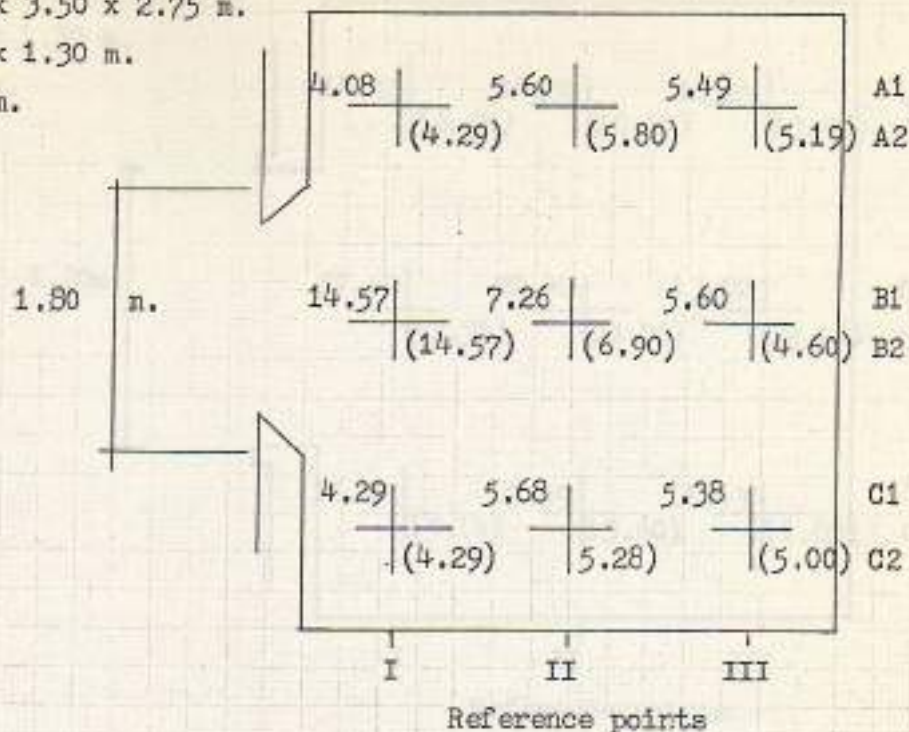 x 3.50 x 2.75 m.
x 1.30 m.
m.
4.08 5.60 5.49 A1
(4.29) (5.80) (5.19) A2
14.57 7.26 5.60 B1
1.80 m.
(14.57) (6.90) (4.60) B2
4.29 5.68 5.38 C1
(4.29) 5.28) (5.00) C2
I II III
Reference points